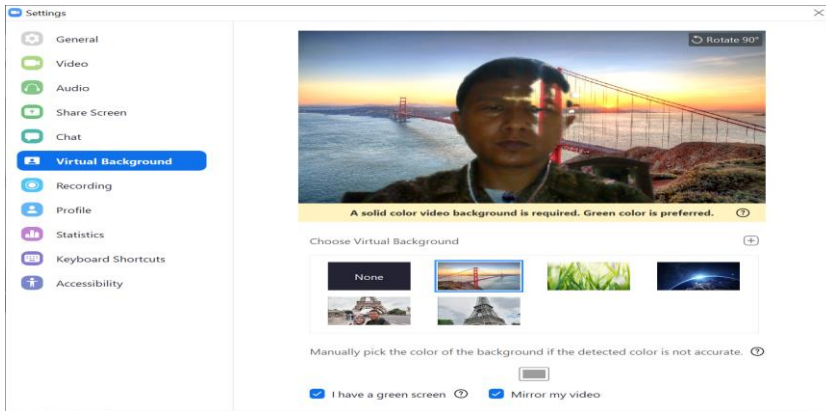 Settings
General
Video
Audio
Share Screen
Chat
Virtual Background
Recording
Profile
Statistics
Keyboard Shortcuts
Accessibility
Rotate 90°
A solid color video background is required. Green color is preferred.
Choose Virtual Background
None
Manually pick the color of the background if the detected color is not accurate.
I have a green screen
Mirror my video